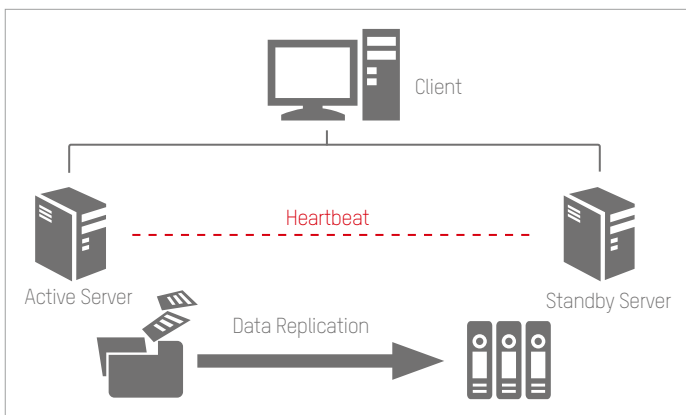 Client
Heartbeat
Active Server
Standby Server
Data Replication